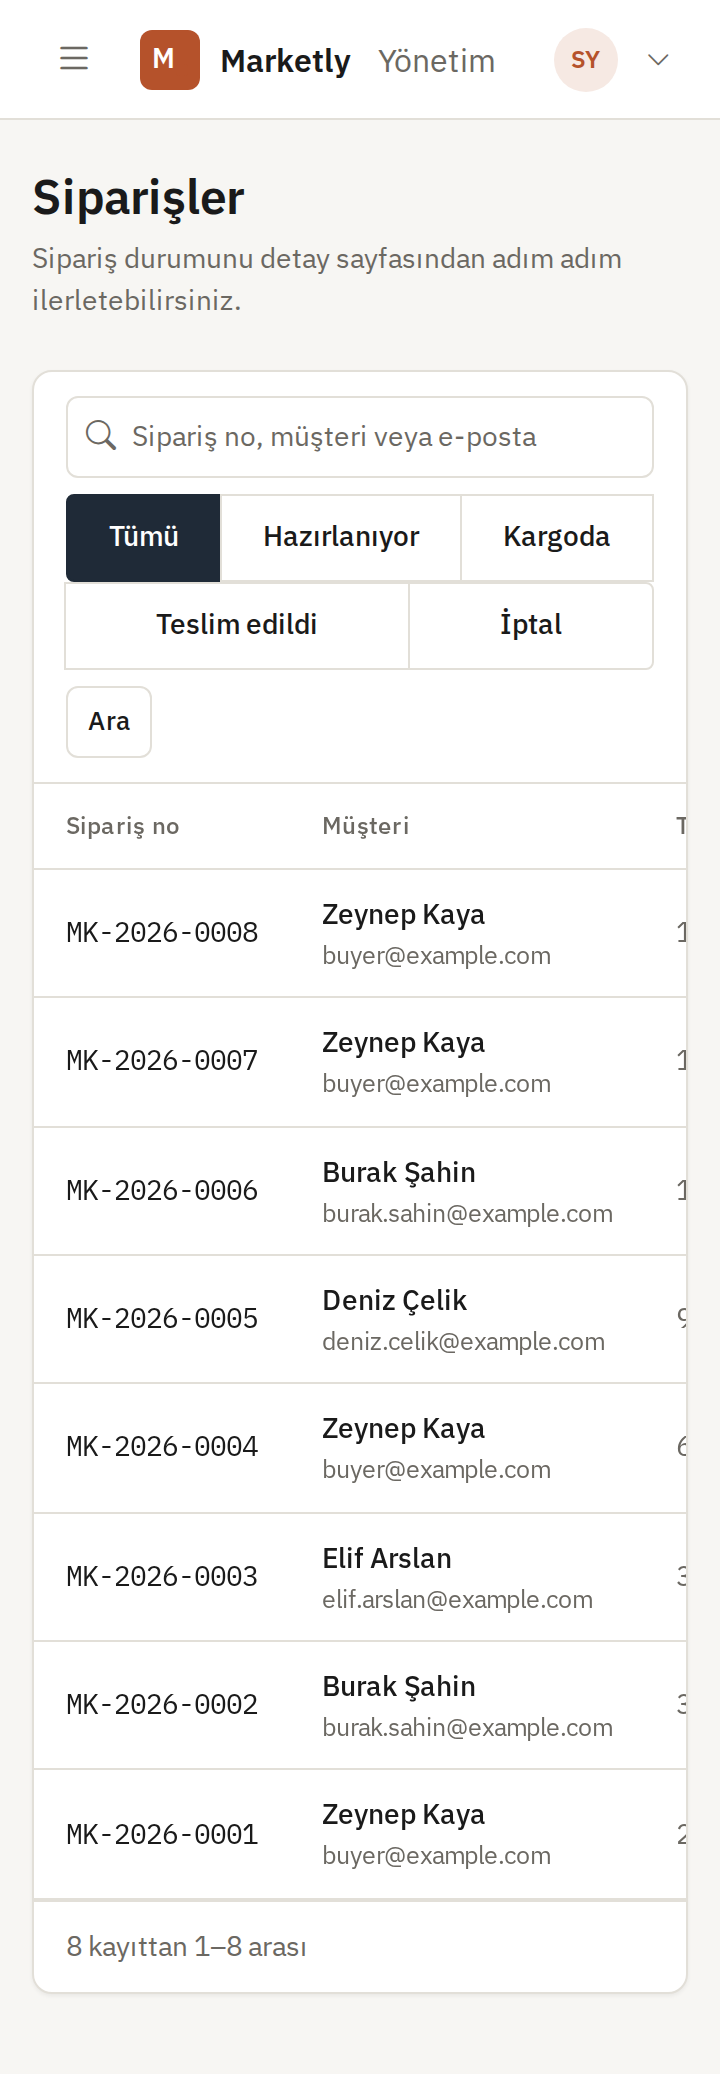 M Marketly Yönetim SY
Siparişler
Sipariş durumunu detay sayfasından adım adım
ilerletebilirsiniz.
Sipariş no, müşteri veya e-posta
Tümü Hazırlanıyor Kargoda
Teslim edildi İptal
Ara
Sipariş no Müşteri
MK-2026-0008 Zeynep Kaya
buyer@example.com
MK-2026-0007 Zeynep Kaya
buyer@example.com
MK-2026-0006 Burak Şahin
burak.sahin@example.com
MK-2026-0005 Deniz Çelik
deniz.celik@example.com
MK-2026-0004 Zeynep Kaya
buyer@example.com
MK-2026-0003 Elif Arslan
elif.arslan@example.com
MK-2026-0002 Burak Şahin
burak.sahin@example.com
MK-2026-0001 Zeynep Kaya
buyer@example.com
8 kayıttan 1–8 arası